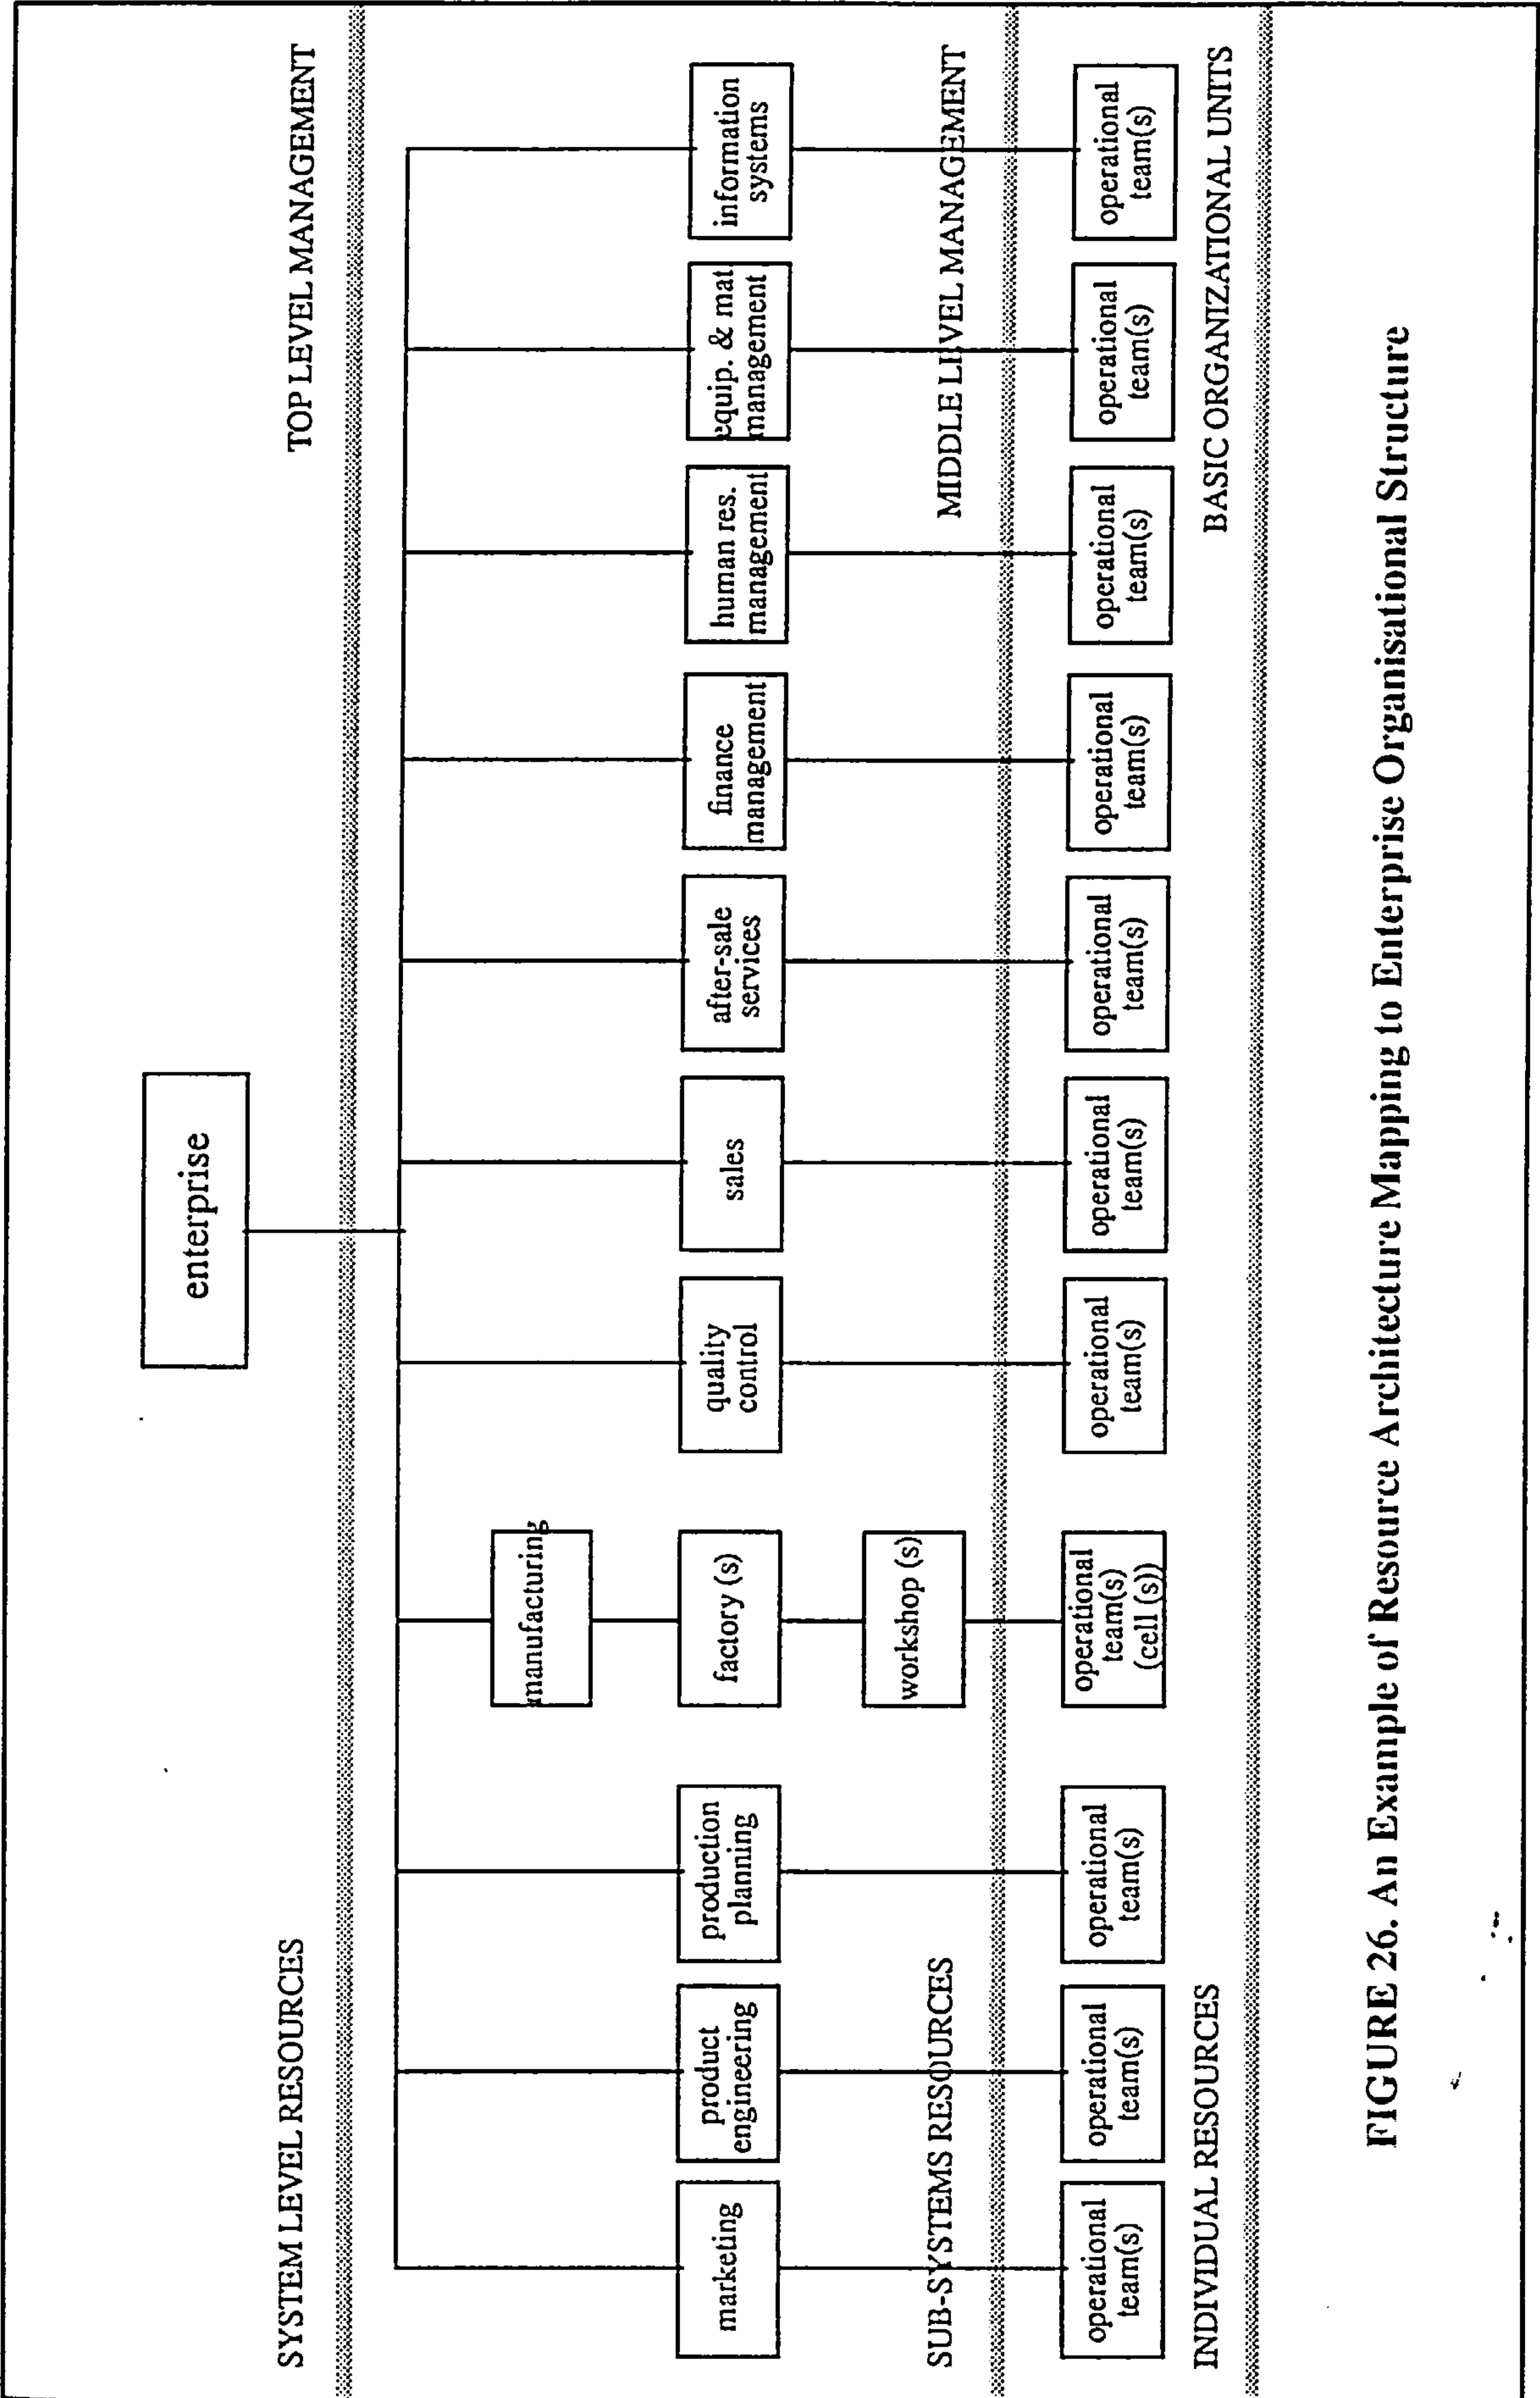 enterprise
SYSTEM LEVEL RESOURCES
TOP LEVEL MANAGEMENT
manufacturing
marketing
product
engineering
production
planning
factory (s)
quality
control
sales
after-sale
services
finance
management
human res.
management
equip. & mat
management
information
systems
workshop (s)
SUB-SYSTEMS RESOURCES
MIDDLE LEVEL MANAGEMENT
operational
team(s)
operational
team(s)
operational
team(s)
operational
team(s)
(cell (s))
operational
team(s)
operational
team(s)
operational
team(s)
operational
team(s)
operational
team(s)
operational
team(s)
operational
team(s)
INDIVIDUAL RESOURCES
BASIC ORGANIZATIONAL UNITS
FIGURE 26. An Example of Resource Architecture Mapping to Enterprise Organisational Structure